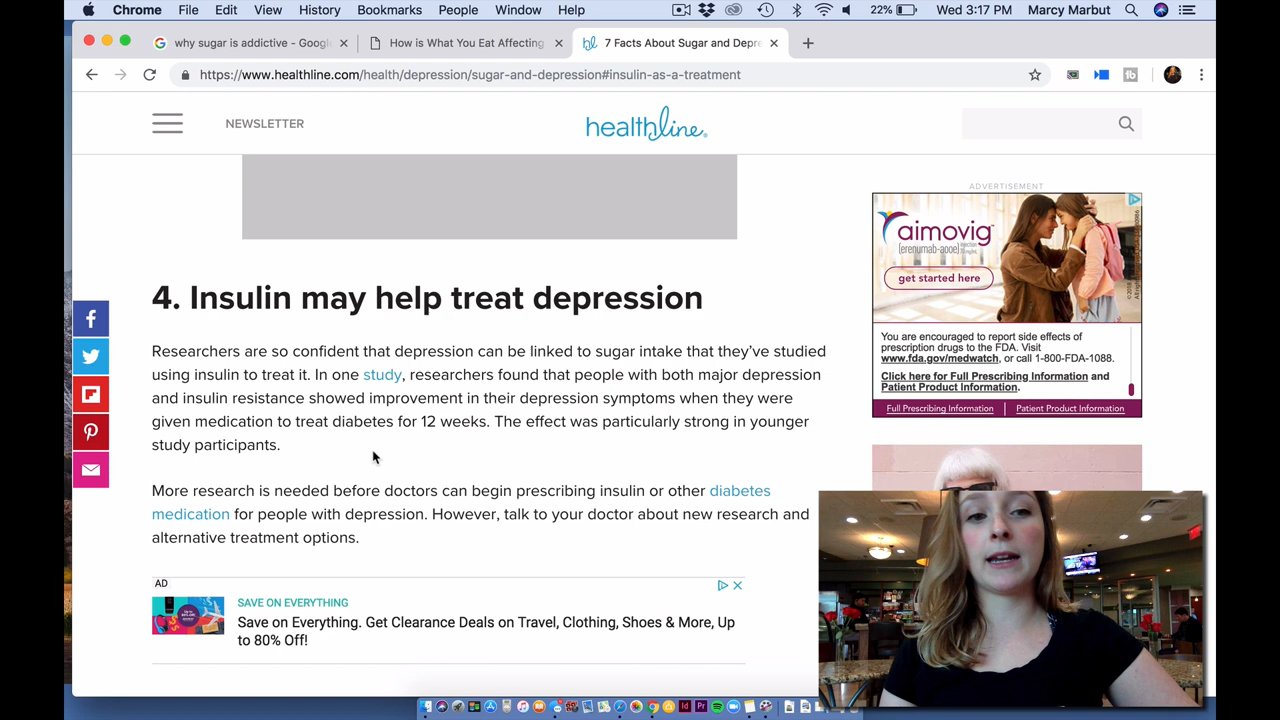 Chrome File Edit View History Bookmarks People Window Help 22% Wed 3:17 PM Marcy Marbut
why sugar is addictive - Google
How is What You Eat Affecting
7 Facts About Sugar and Depre
https://www.healthline.com/health/depression/sugar-and-depression#insulin-as-a-treatment
NEWSLETTER
healthline
ADVERTISEMENT
aimovig
(erenumab-aooe) injection
get started here
You are encouraged to report side effects of
prescription drugs to the FDA. Visit
www.fda.gov/medwatch, or call 1-800-FDA-1088.
Click here for Full Prescribing Information and
Patient Product Information.
Full Prescribing Information | Patient Product Information
4. Insulin may help treat depression
Researchers are so confident that depression can be linked to sugar intake that they've studied
using insulin to treat it. In one study, researchers found that people with both major depression
and insulin resistance showed improvement in their depression symptoms when they were
given medication to treat diabetes for 12 weeks. The effect was particularly strong in younger
study participants.
More research is needed before doctors can begin prescribing insulin or other diabetes
medication for people with depression. However, talk to your doctor about new research and
alternative treatment options.
AD
SAVE ON EVERYTHING
Save on Everything. Get Clearance Deals on Travel, Clothing, Shoes & More, Up
to 80% Off!